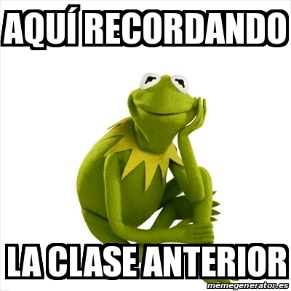 AQUÍ RECORDANDO
LA CLASE ANTERIOR
memegenerator.es